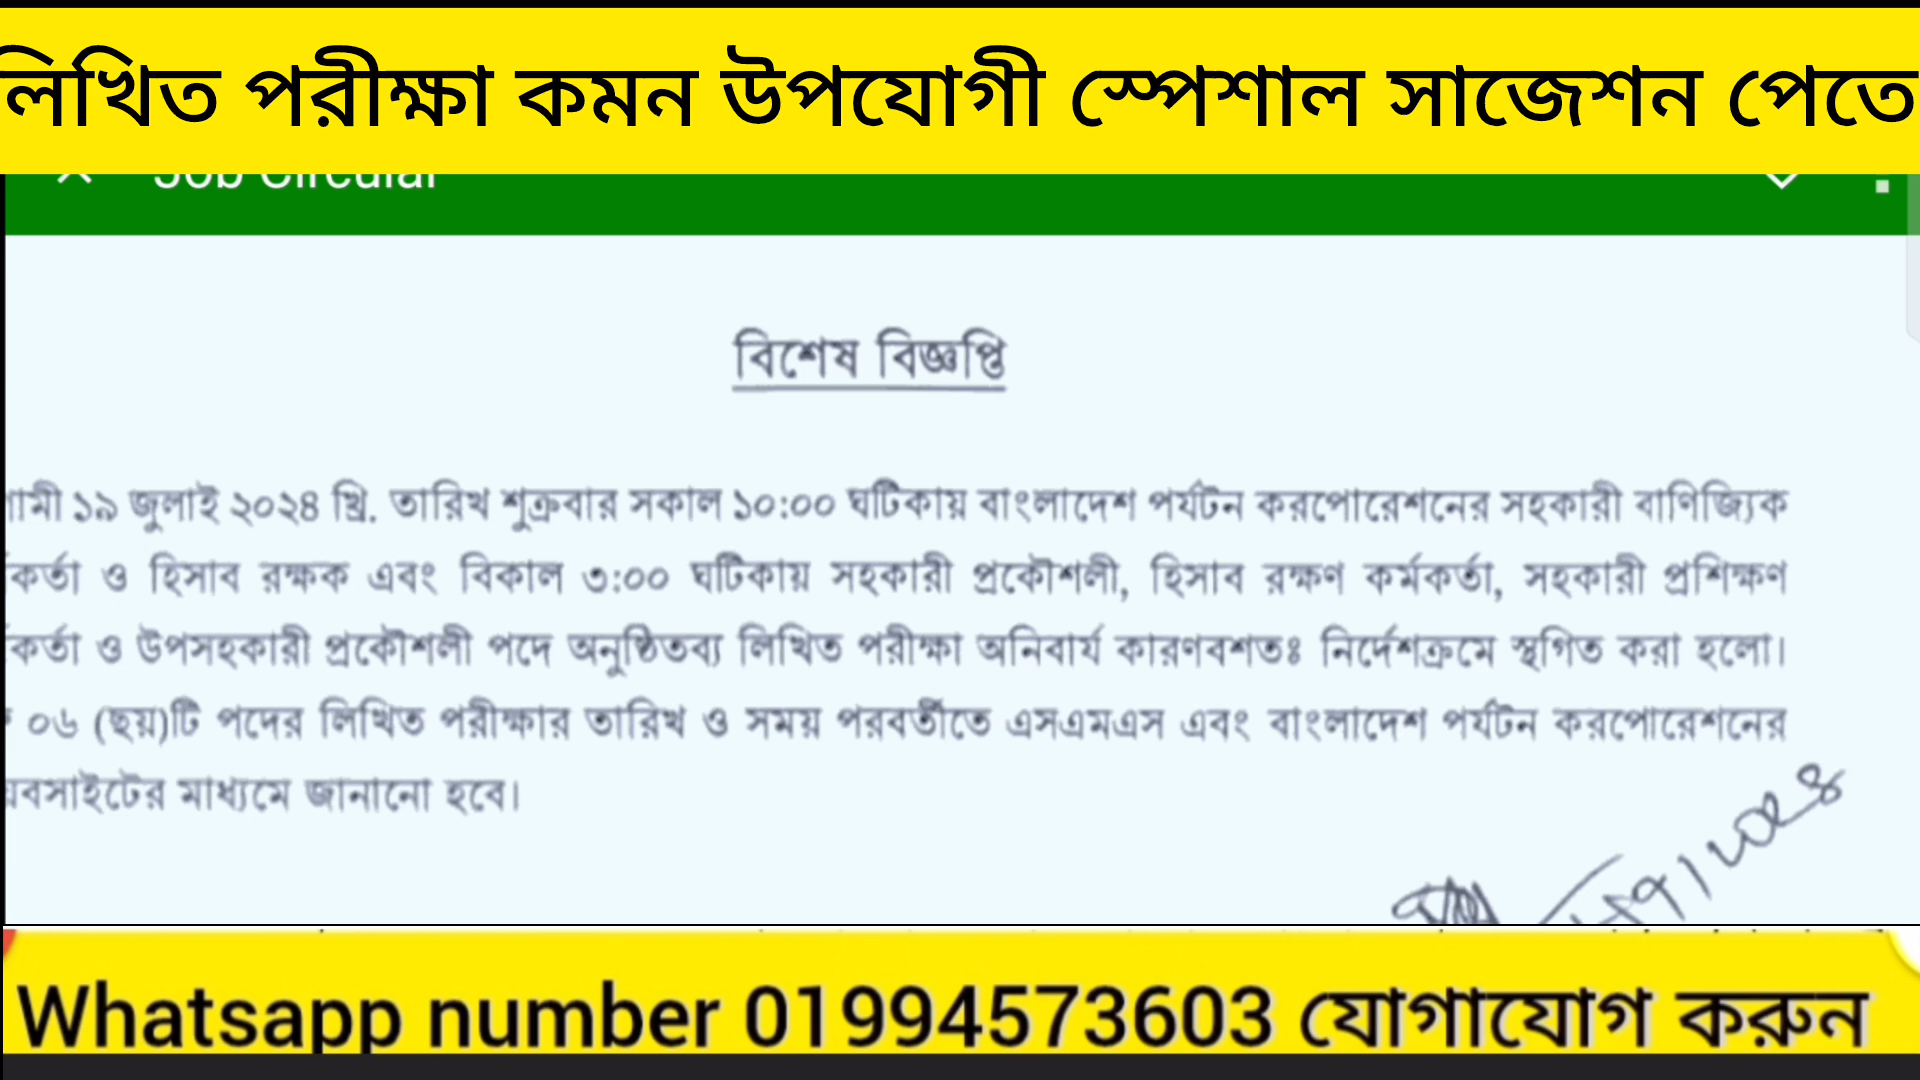 লিখিত পরীক্ষা কমন উপযোগী স্পেশাল সাজেশন পেতে
Job Circular
বিশেষ বিজ্ঞপ্তি
গামী ১৯ জুলাই ২০২৪ খ্রি. তারিখ শুক্রবার সকাল ১০:০০ ঘটিকায় বাংলাদেশ পর্যটন করপোরেশনের সহকারী বাণিজ্যিক
কর্তা ও হিসাব রক্ষক এবং বিকাল ৩:০০ ঘটিকায় সহকারী প্রকৌশলী, হিসাব রক্ষণ কর্মকর্তা, সহকারী প্রশিক্ষণ
কর্তা ও উপসহকারী প্রকৌশলী পদে অনুষ্ঠিতব্য লিখিত পরীক্ষা অনিবার্য কারণবশতঃ নির্দেশক্রমে স্থগিত করা হলো।
০৬ (ছয়)টি পদের লিখিত পরীক্ষার তারিখ ও সময় পরবর্তীতে এসএমএস এবং বাংলাদেশ পর্যটন করপোরেশনের
য়েবসাইটের মাধ্যমে জানানো হবে।
Whatsapp number 01994573603 যোগাযোগ করুন